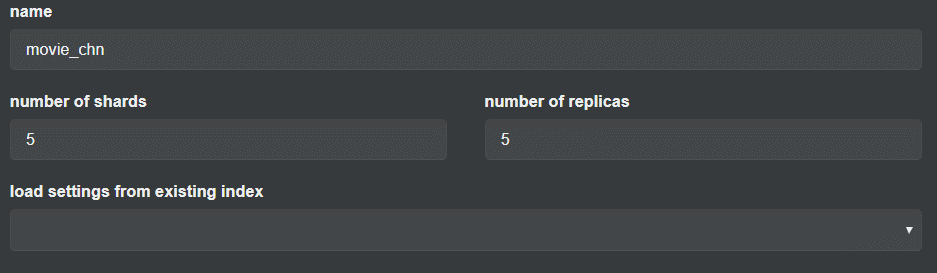 name
movie_chn
number of shards
number of replicas
5
5
load settings from existing index